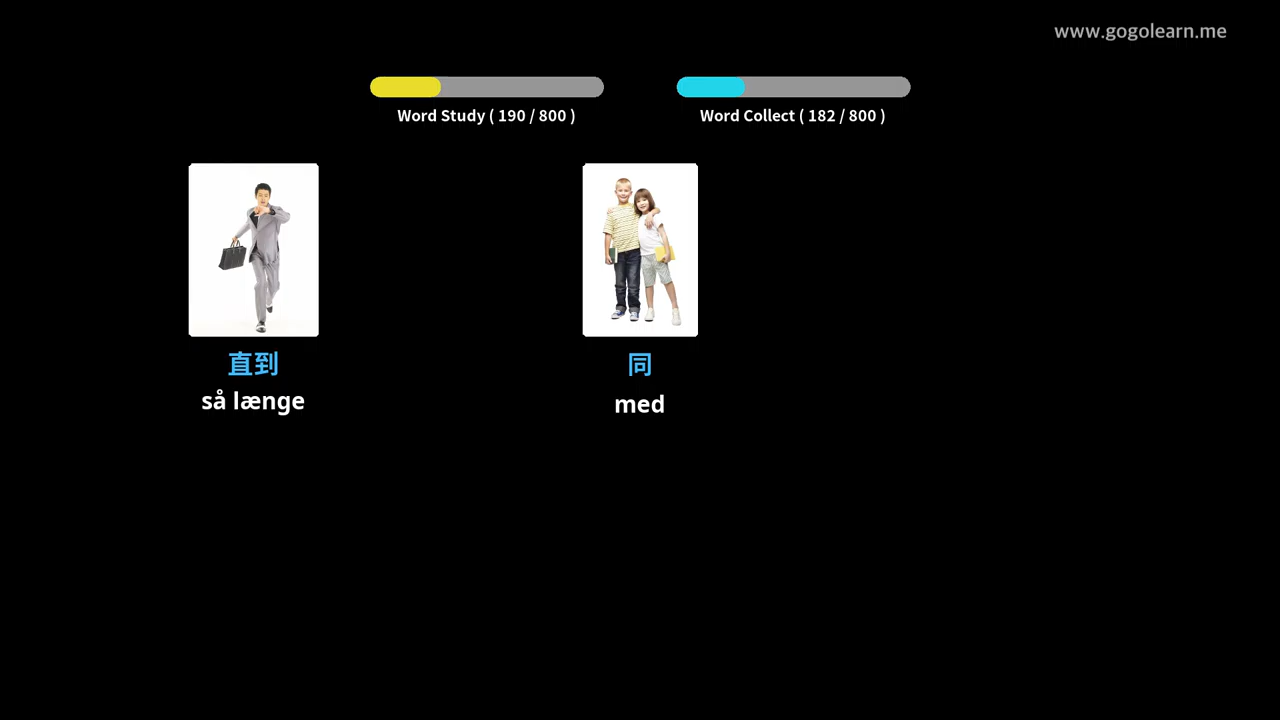 www.gogolearn.me
Word Study ( 190 / 800 )
Word Collect ( 182 / 800 )
直到
så længe
同
med